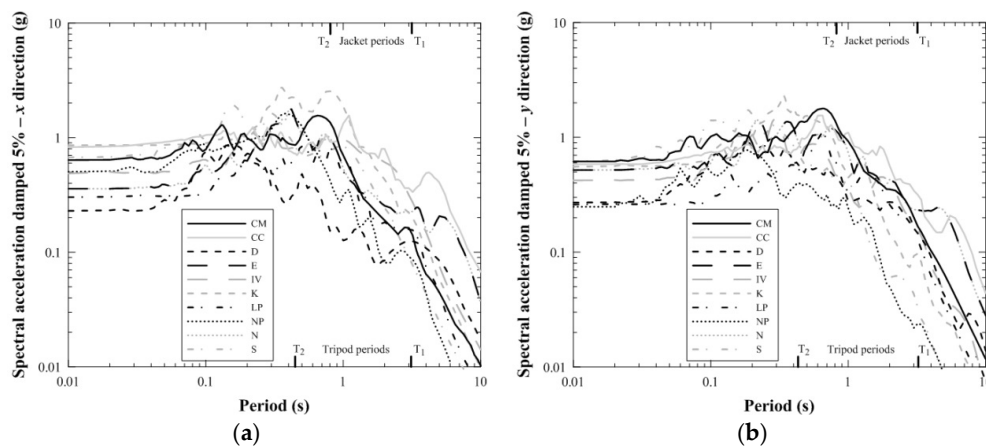 Spectral acceleration damped 5% – x direction (g)
10
1
0.1
0.01
T2 Jacket periods T1
CM
CC
D
E
IV
K
LP
NP
N
S
T2 Tripod periods T1
0.01 0.1 1 10
Period (s)
(a)
Spectral acceleration damped 5% – y direction (g)
10
1
0.1
0.01
T2 Jacket periods T1
CM
CC
D
E
IV
K
LP
NP
N
S
T2 Tripod periods T1
0.01 0.1 1 10
Period (s)
(b)